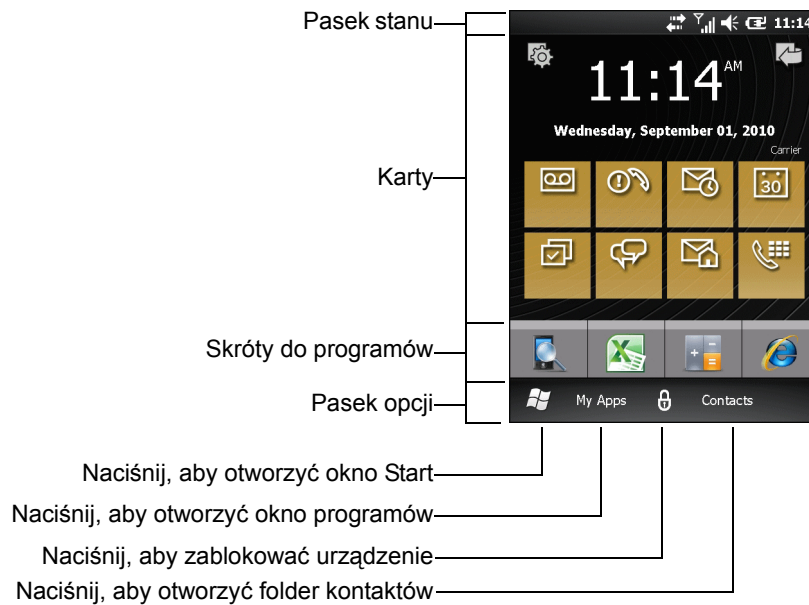 Pasek stanu
11:14
11:14 AM
Wednesday, September 01, 2010
Carrier
Karty
30
Skróty do programów
Pasek opcji
My Apps
Contacts
Naciśnij, aby otworzyć okno Start
Naciśnij, aby otworzyć okno programów
Naciśnij, aby zablokować urządzenie
Naciśnij, aby otworzyć folder kontaktów